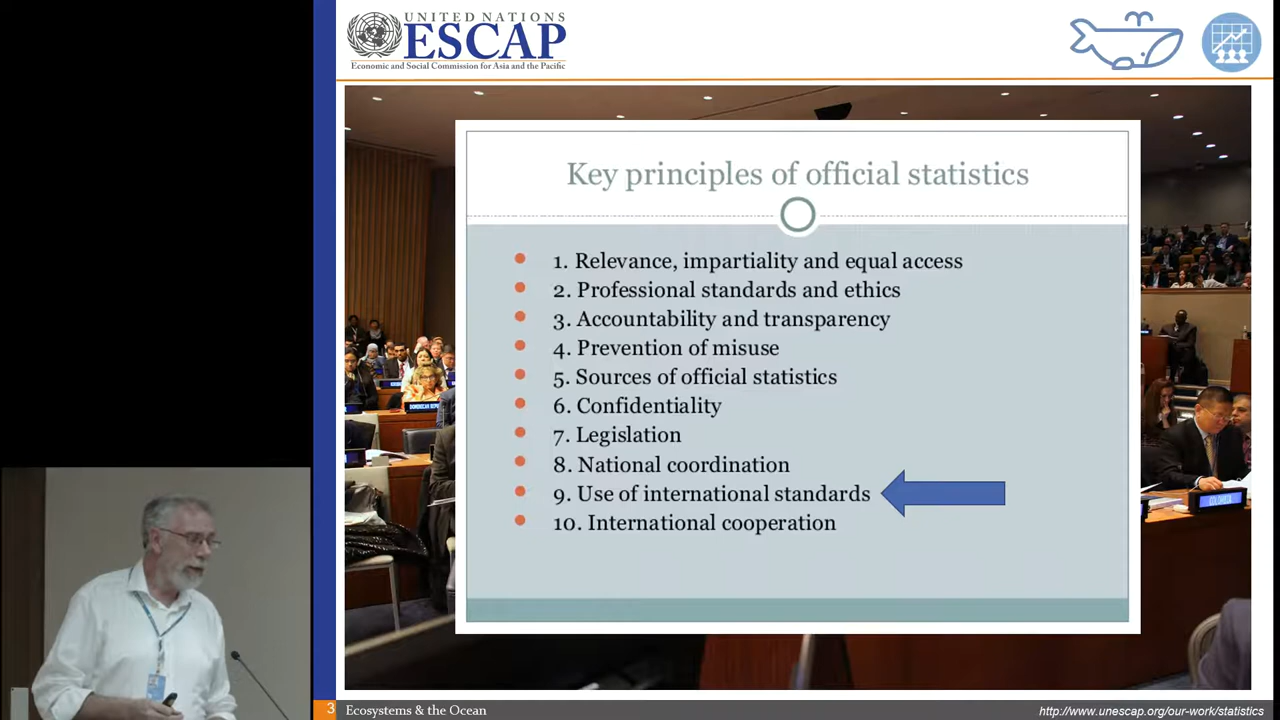 UNITED NATIONS
ESCAP
Economic and Social Commission for Asia and the Pacific
Key principles of official statistics
1. Relevance, impartiality and equal access
2. Professional standards and ethics
3. Accountability and transparency
4. Prevention of misuse
5. Sources of official statistics
6. Confidentiality
7. Legislation
8. National coordination
9. Use of international standards
10. International cooperation
COLOMBIA
3
Ecosystems & the Ocean
http://www.unescap.org/our-work/statistics